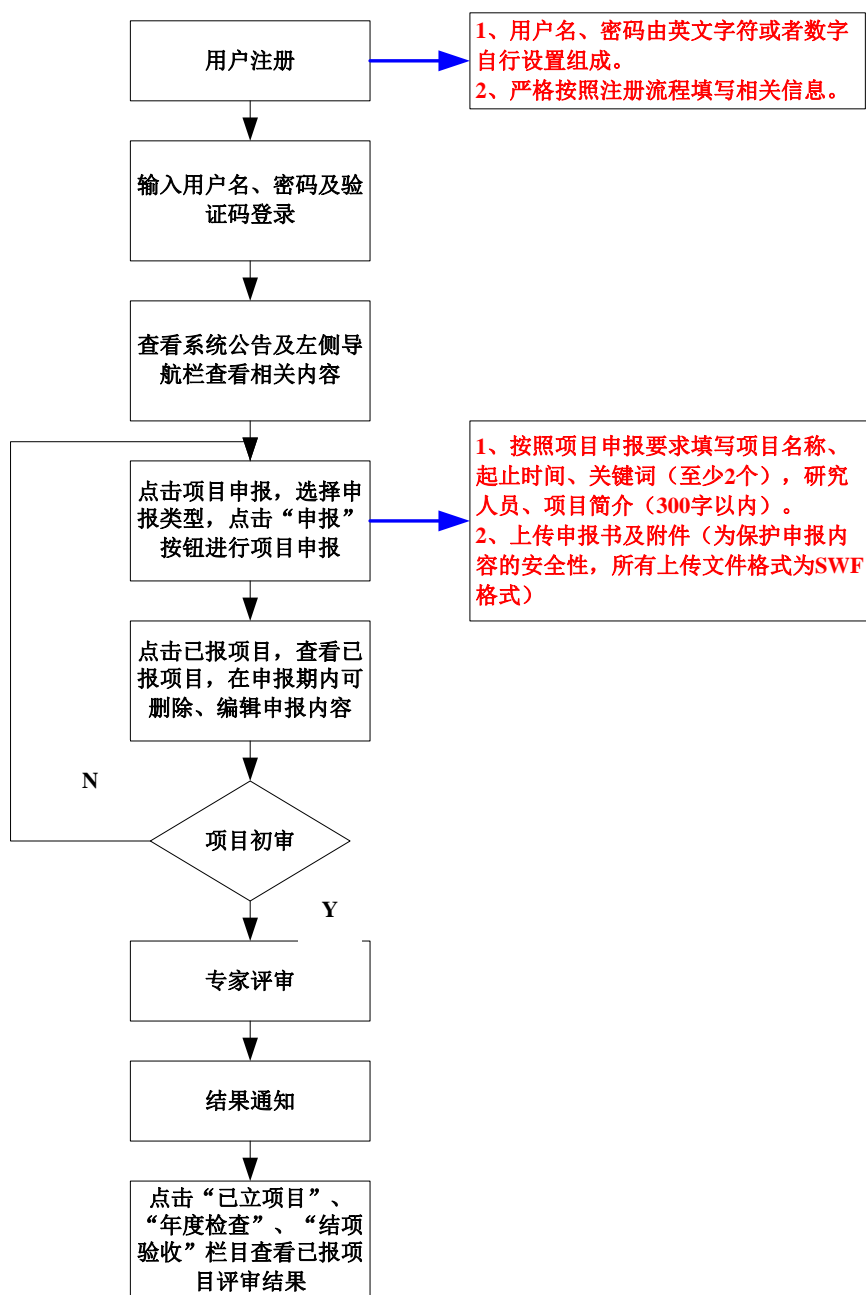 用户注册
1、用户名、密码由英文字符或者数字
自行设置组成。
2、严格按照注册流程填写相关信息。
输入用户名、密码及验
证码登录
查看系统公告及左侧导
航栏查看相关内容
点击项目申报，选择申
报类型，点击“申报”
按钮进行项目申报
1、按照项目申报要求填写项目名称、
起止时间、关键词（至少2个），研究
人员、项目简介（300字以内）。
2、上传申报书及附件（为保护申报内
容的安全性，所有上传文件格式为SWF
格式）
点击已报项目，查看已
报项目，在申报期内可
删除、编辑申报内容
N
项目初审
Y
专家评审
结果通知
点击“已立项目”、
“年度检查”、“结项
验收”栏目查看已报项
目评审结果